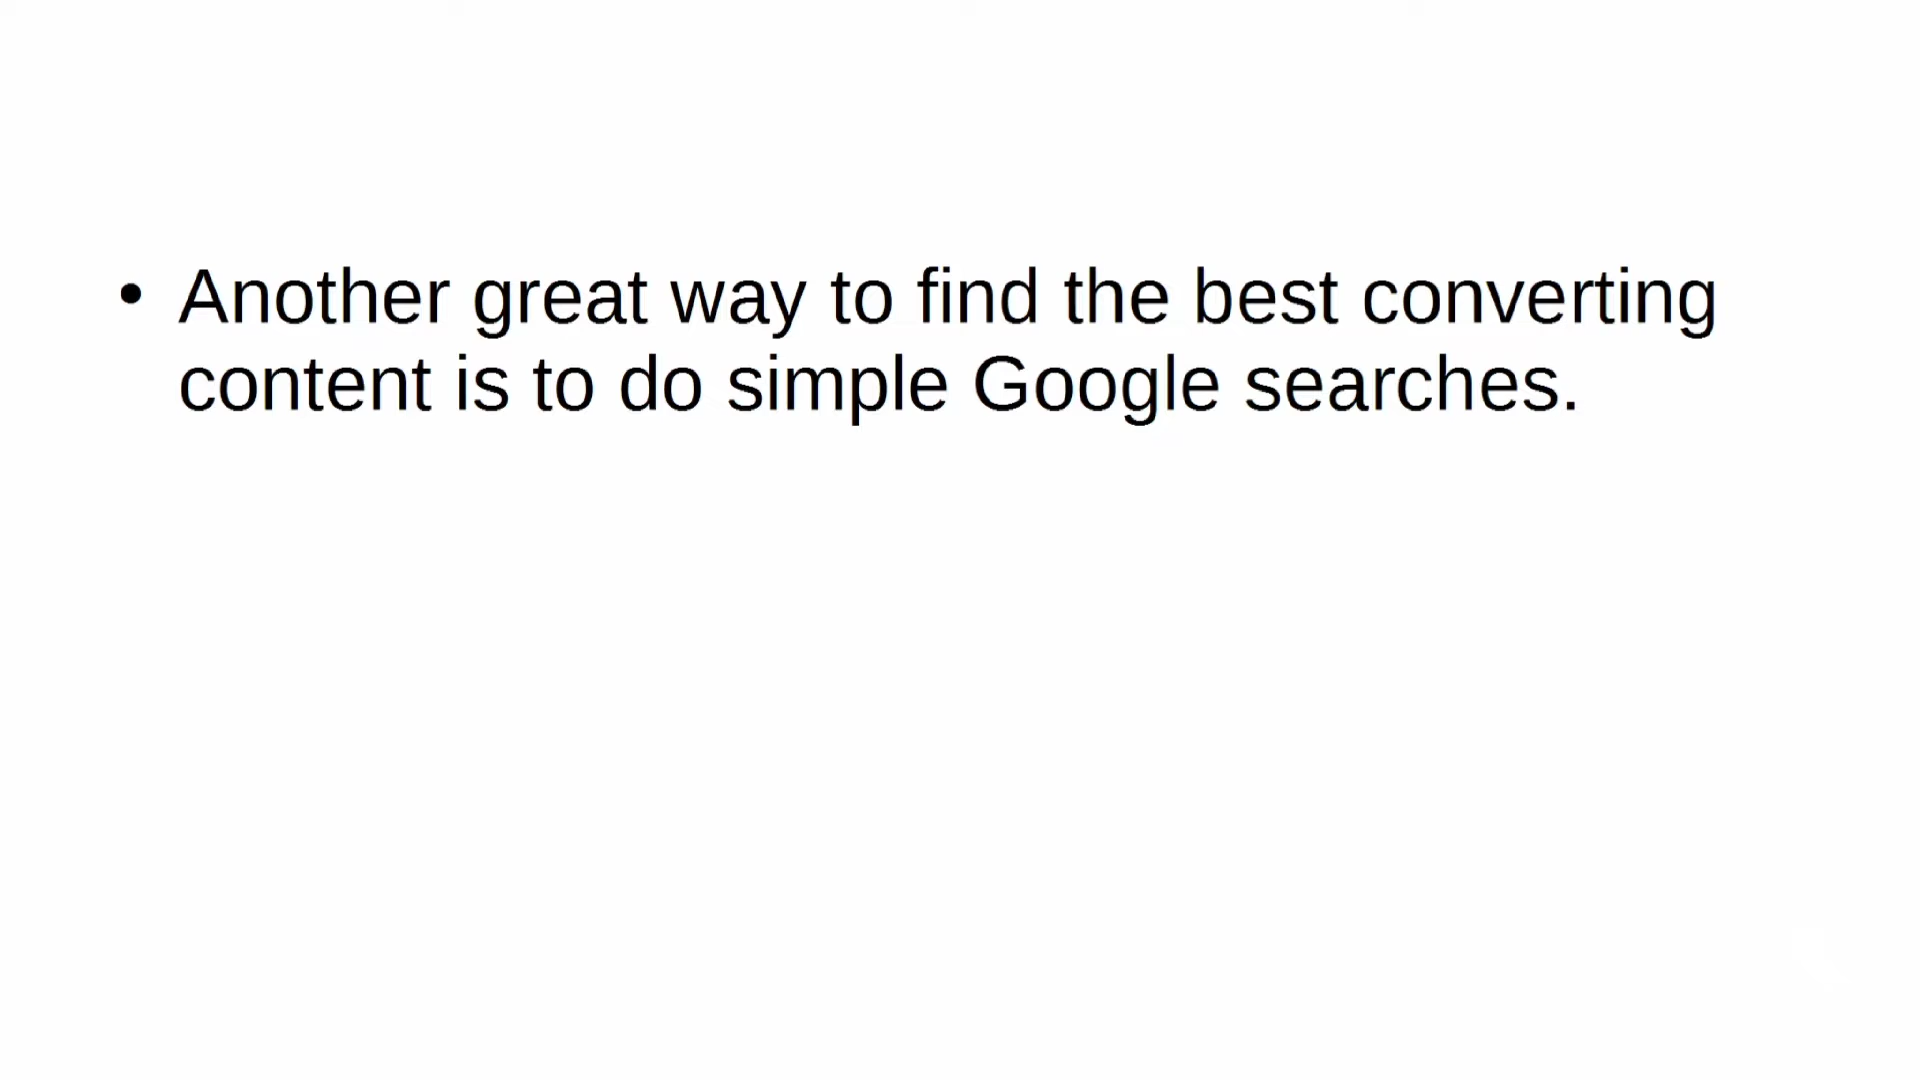 • Another great way to find the best converting
content is to do simple Google searches.